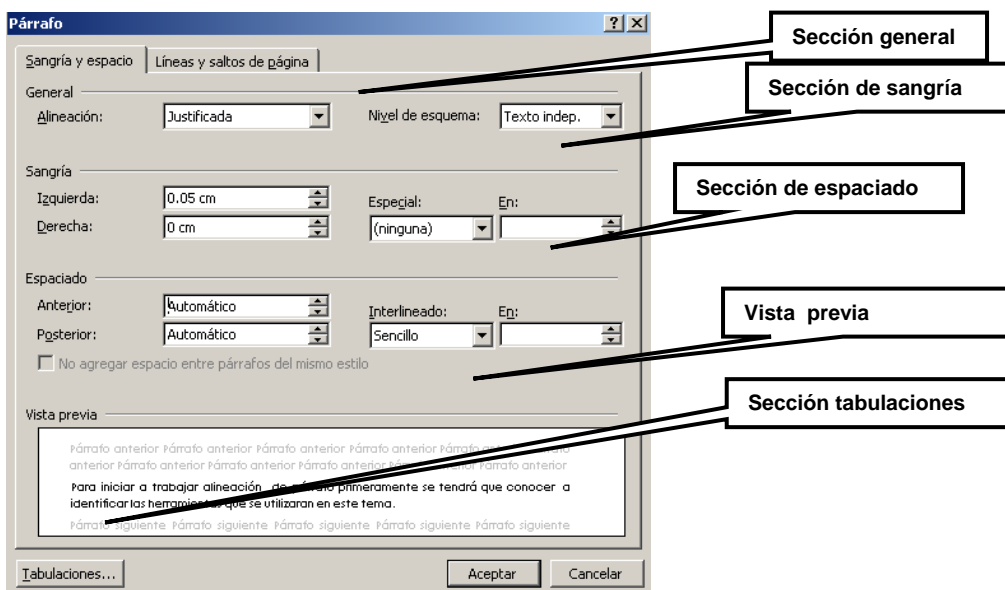 Párrafo
Sangría y espacio
Líneas y saltos de página
General
Alineación:
Justificada
Nivel de esquema:
Texto indep.
Sangría
Izquierda:
0.05 cm
Especial:
En:
Derecha:
0 cm
(ninguna)
Espaciado
Anterior:
Automático
Interlineado:
En:
Posterior:
Automático
Sencillo
No agregar espacio entre párrafos del mismo estilo
Vista previa
Párrafo anterior Párrafo anterior Párrafo anterior Párrafo anterior Párrafo
anterior Párrafo anterior Párrafo anterior Párrafo anterior Párrafo anterior Párrafo anterior
Para iniciar a trabajar alineación de párrafo primeramente se tendrá que conocer a
identificar las herramientas que se utilizaran en este tema.
Párrafo siguiente Párrafo siguiente Párrafo siguiente Párrafo siguiente Párrafo siguiente
Tabulaciones...
Aceptar
Cancelar
Sección general
Sección de sangría
Sección de espaciado
Vista previa
Sección tabulaciones